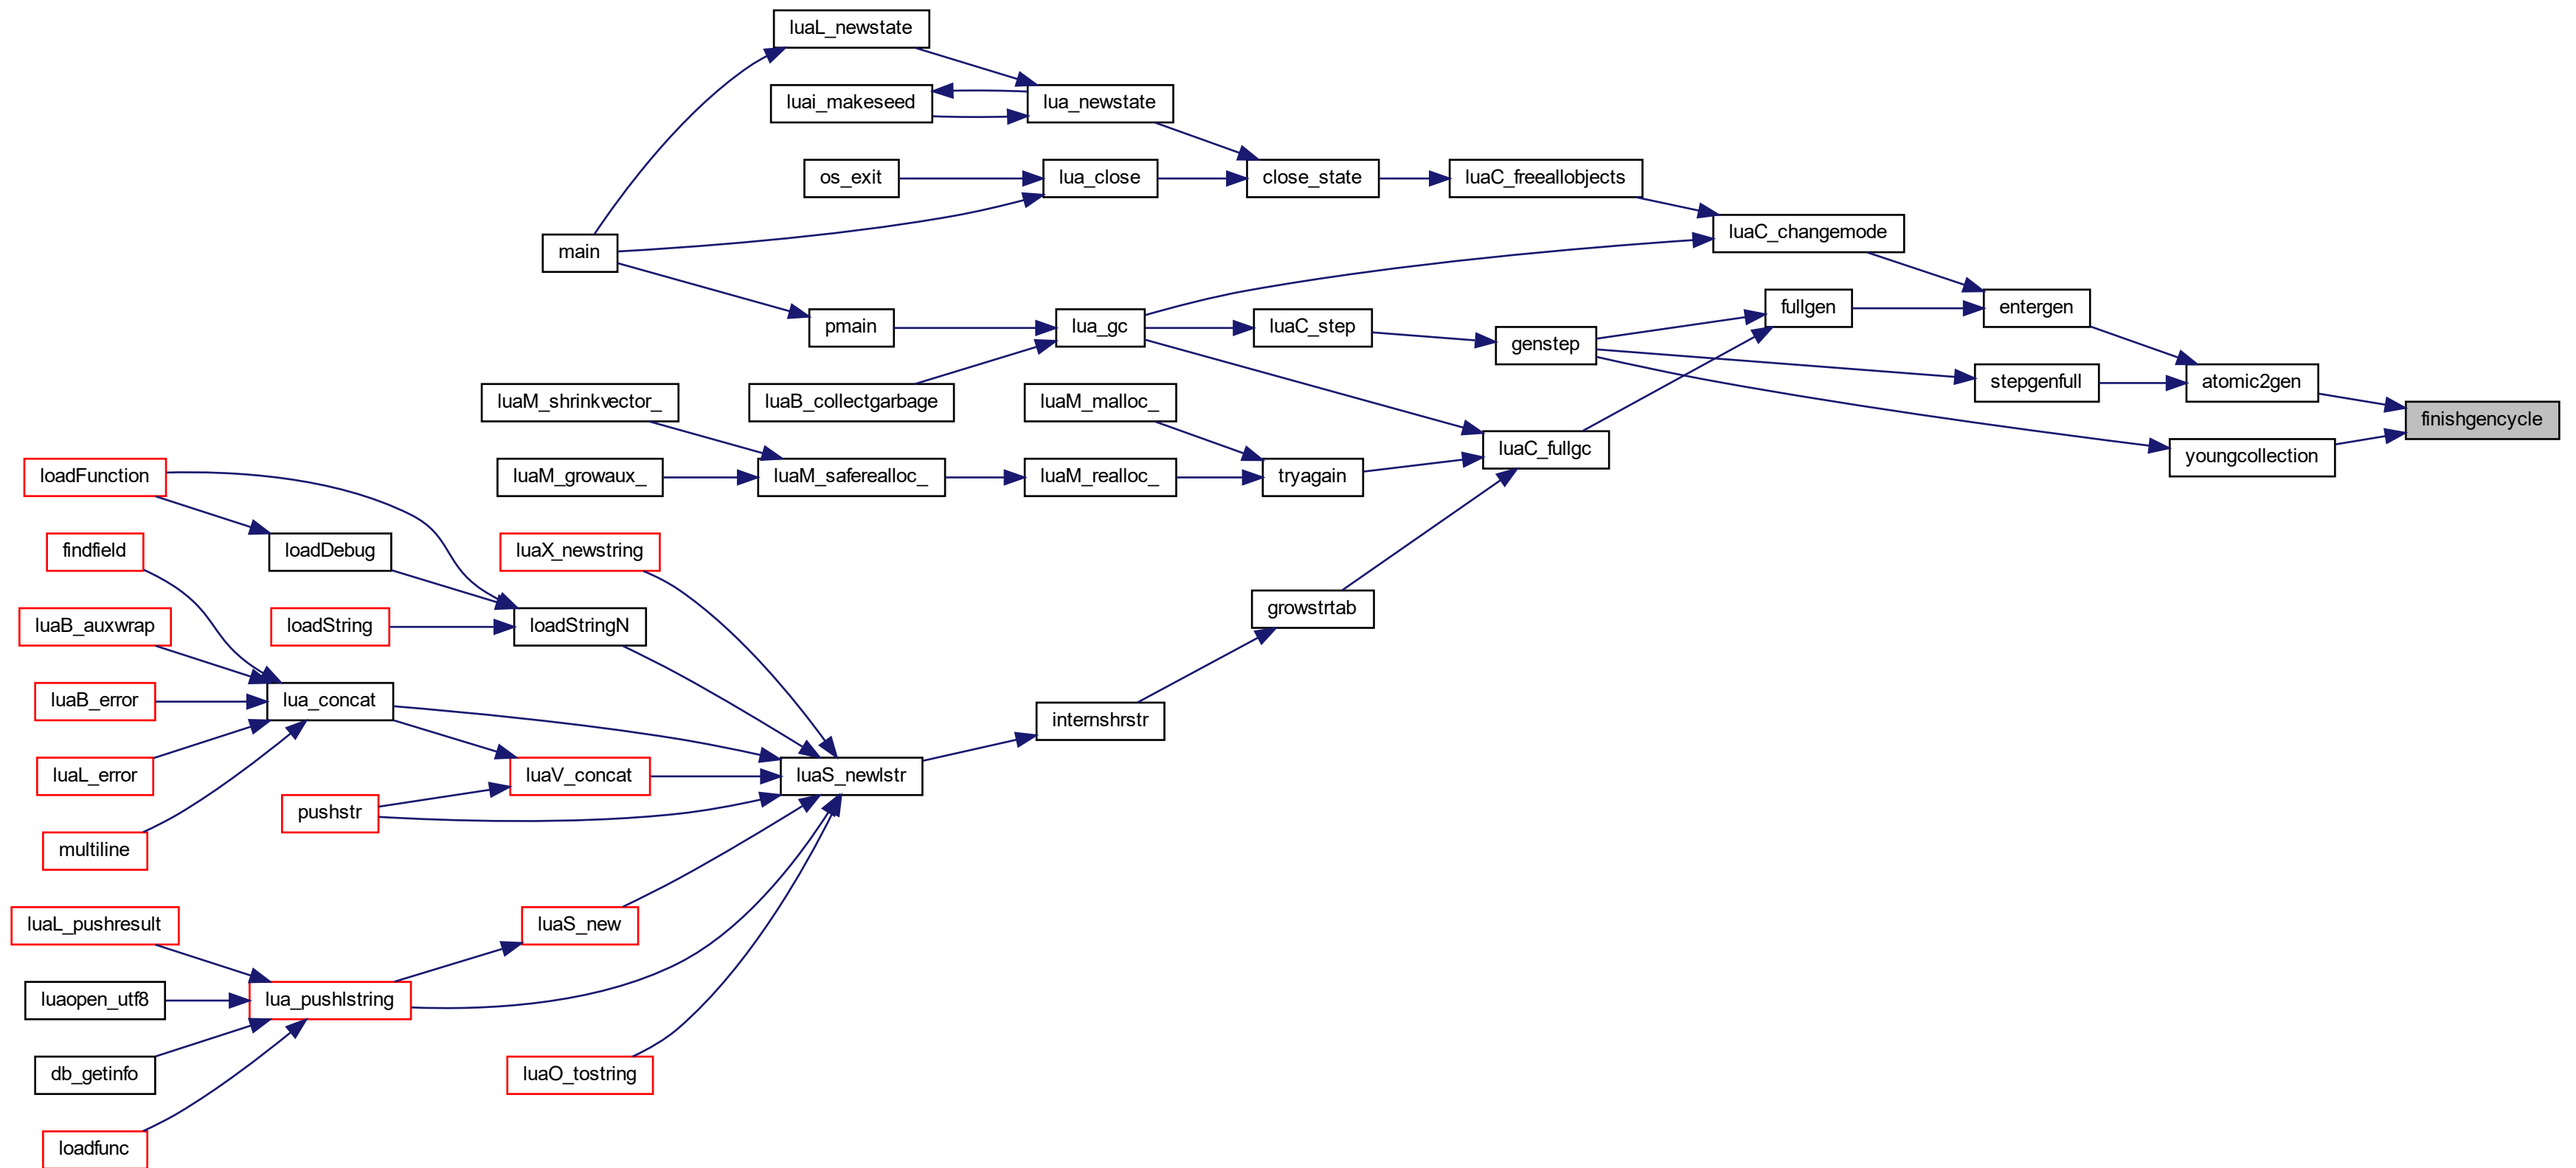 luaL_newstate
luai_makeseed
lua_newstate
os_exit
lua_close
close_state
luaC_freeallobjects
luaC_changemode
main
pmain
lua_gc
luaC_step
genstep
fullgen
entergen
stepgenfull
atomic2gen
finishgencycle
youngcollection
luaM_shrinkvector_
luaB_collectgarbage
luaM_malloc_
luaC_fullgc
loadFunction
luaM_growaux_
luaM_saferealloc_
luaM_realloc_
tryagain
findfield
loadDebug
luaX_newstring
luaB_auxwrap
loadString
loadStringN
growstrtab
luaB_error
lua_concat
internshrstr
luaL_error
luaV_concat
luaS_newlstr
pushstr
multiline
luaL_pushresult
luaS_new
luaopen_utf8
lua_pushlstring
db_getinfo
luaO_tostring
loadfunc